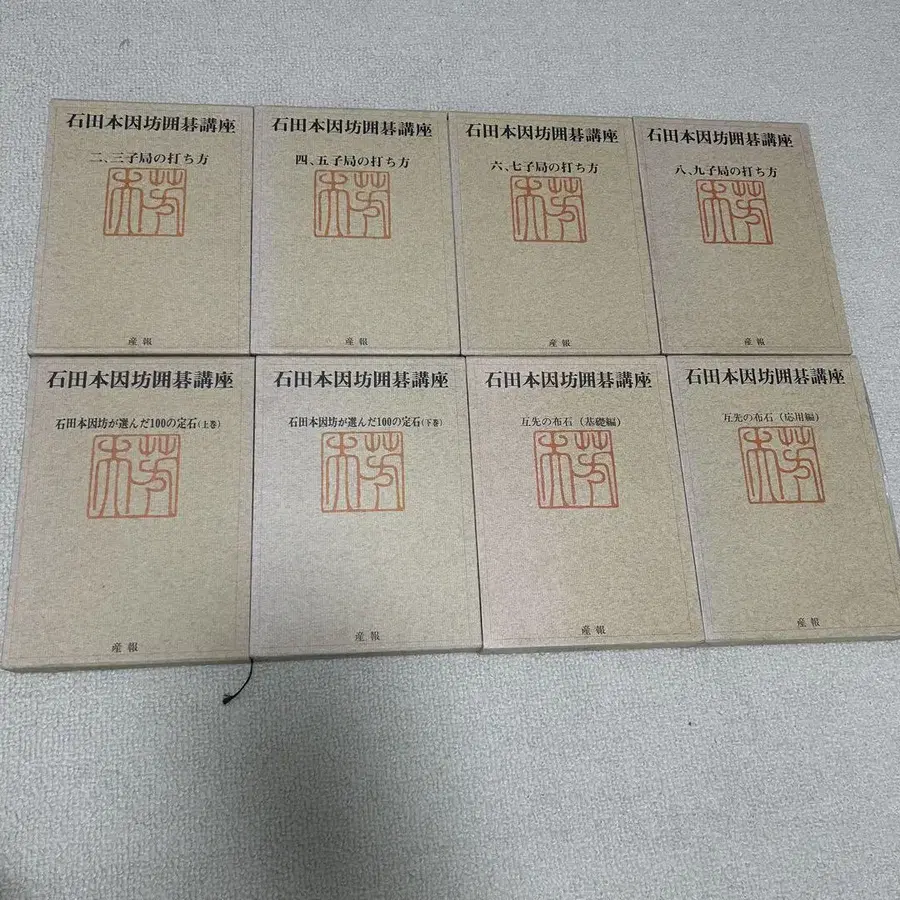 石田本因坊囲碁講座
二、三子局の打ち方
産報
石田本因坊囲碁講座
四、五子局の打ち方
産報
石田本因坊囲碁講座
六、七子局の打ち方
産報
石田本因坊囲碁講座
八、九子局の打ち方
産報
石田本因坊囲碁講座
石田本因坊が選んだ100の定石(上巻)
産報
石田本因坊囲碁講座
石田本因坊が選んだ100の定石(下巻)
産報
石田本因坊囲碁講座
互先の布石(基礎編)
産報
石田本因坊囲碁講座
互先の布石(応用編)
産報